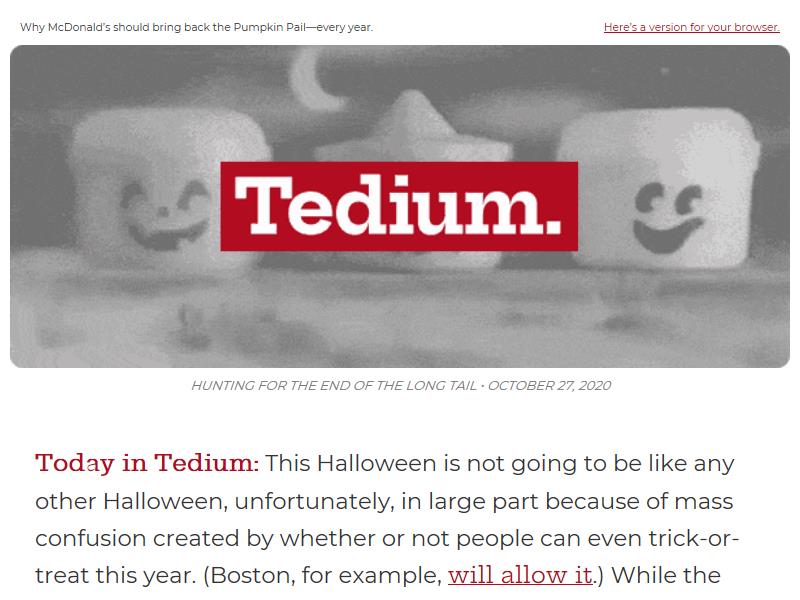 Why McDonald's should bring back the Pumpkin Pail—every year.
Here's a version for your browser.
Tedium.
HUNTING FOR THE END OF THE LONG TAIL • OCTOBER 27, 2020
Today in Tedium: This Halloween is not going to be like any
other Halloween, unfortunately, in large part because of mass
confusion created by whether or not people can even trick-or-
treat this year. (Boston, for example, will allow it.) While the